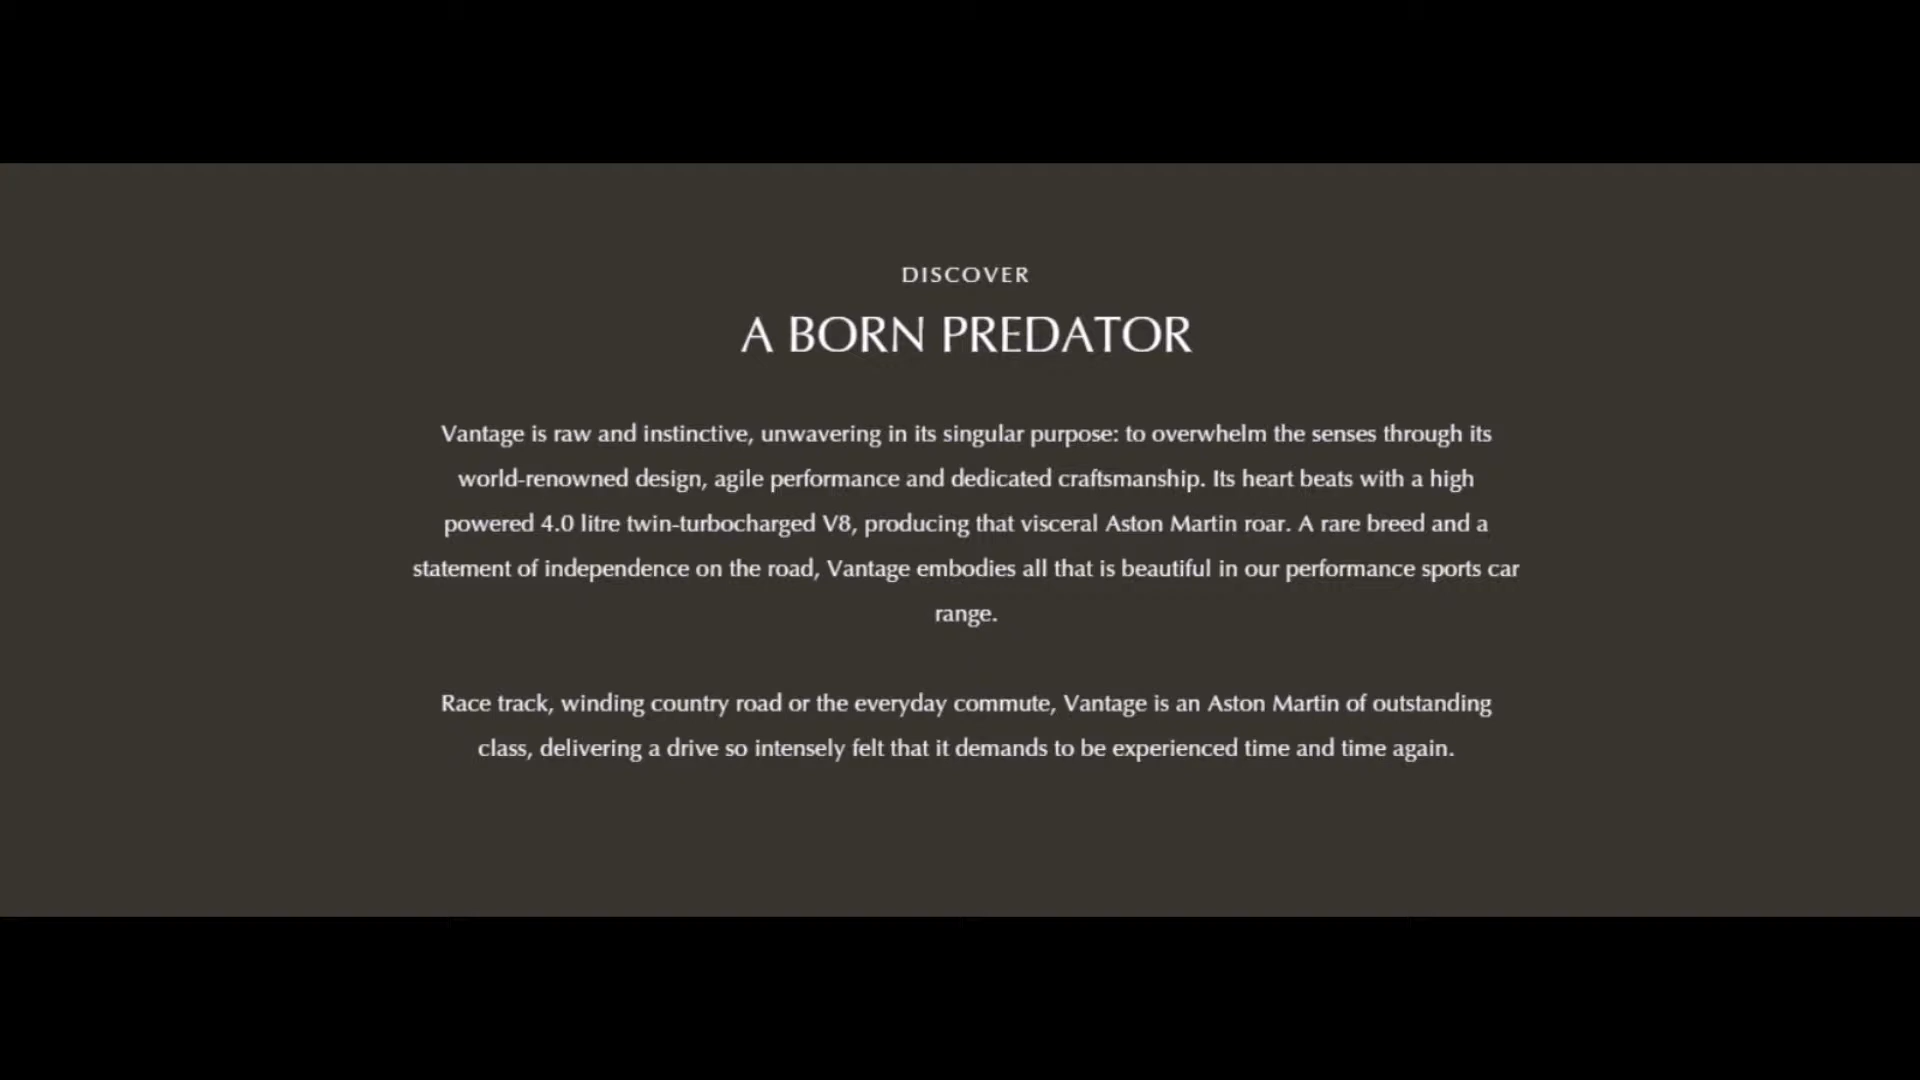 DISCOVER
A BORN PREDATOR
Vantage is raw and instinctive, unwavering in its singular purpose: to overwhelm the senses through its
world-renowned design, agile performance and dedicated craftsmanship. Its heart beats with a high
powered 4.0 litre twin-turbocharged V8, producing that visceral Aston Martin roar. A rare breed and a
statement of independence on the road, Vantage embodies all that is beautiful in our performance sports car
range.
Race track, winding country road or the everyday commute, Vantage is an Aston Martin of outstanding
class, delivering a drive so intensely felt that it demands to be experienced time and time again.